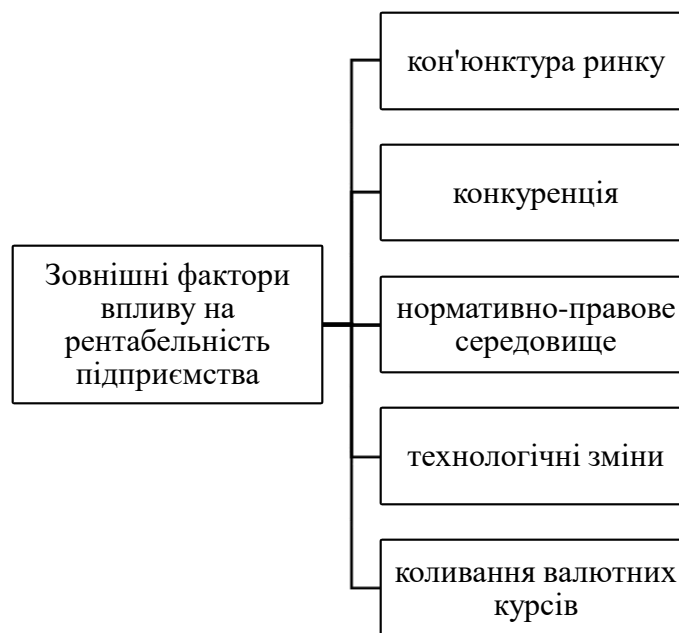 Зовнішні фактори
впливу на
рентабельність
підприємства
кон'юнктура ринку
конкуренція
нормативно-правове
середовище
технологічні зміни
коливання валютних
курсів